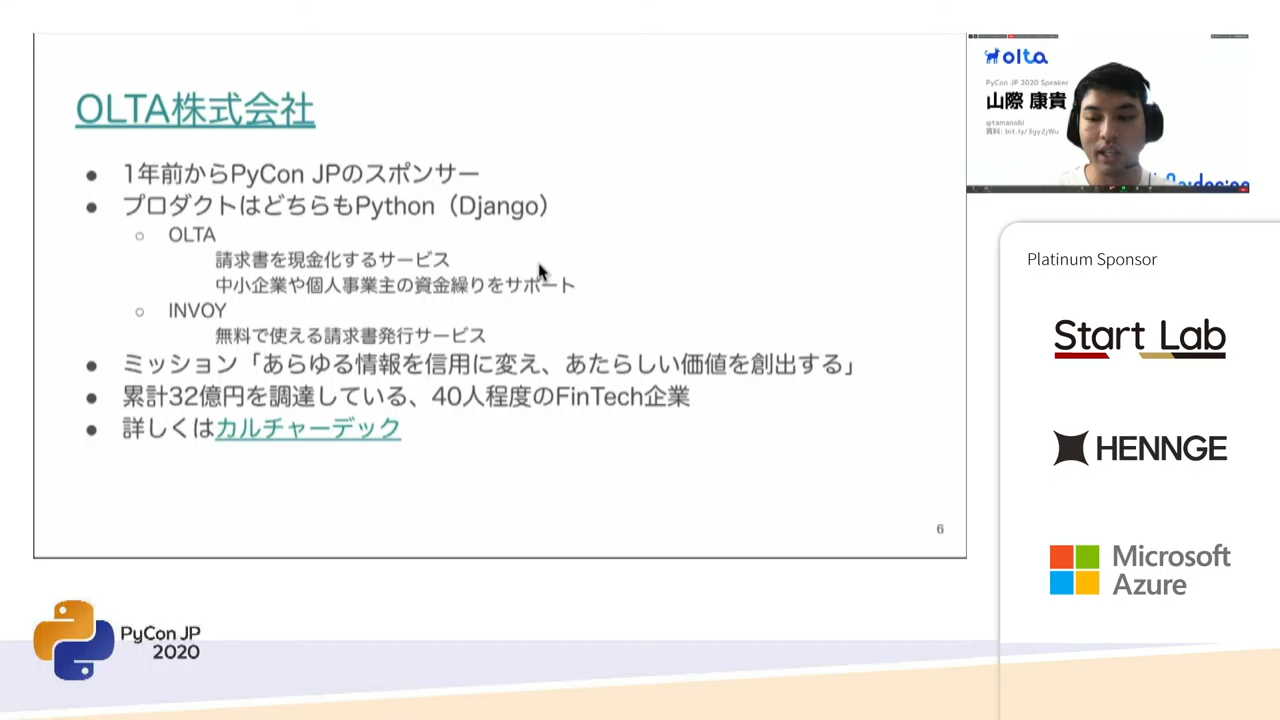 OLTA株式会社
● 1年前からPyCon JPのスポンサー
● プロダクトはどちらもPython（Django）
○ OLTA
請求書を現金化するサービス
中小企業や個人事業主の資金繰りをサポート
○ INVOY
無料で使える請求書発行サービス
● ミッション「あらゆる情報を信用に変え、あたらしい価値を創出する」
● 累計32億円を調達している、40人程度のFinTech企業
● 詳しくはカルチャーデック
6
olta
PyCon JP 2020 Speaker
山際 康貴
@tamanobi
資料: bit.ly/3gy2jWu
Platinum Sponsor
Start Lab
HENNGE
Microsoft
Azure
PyCon JP
2020